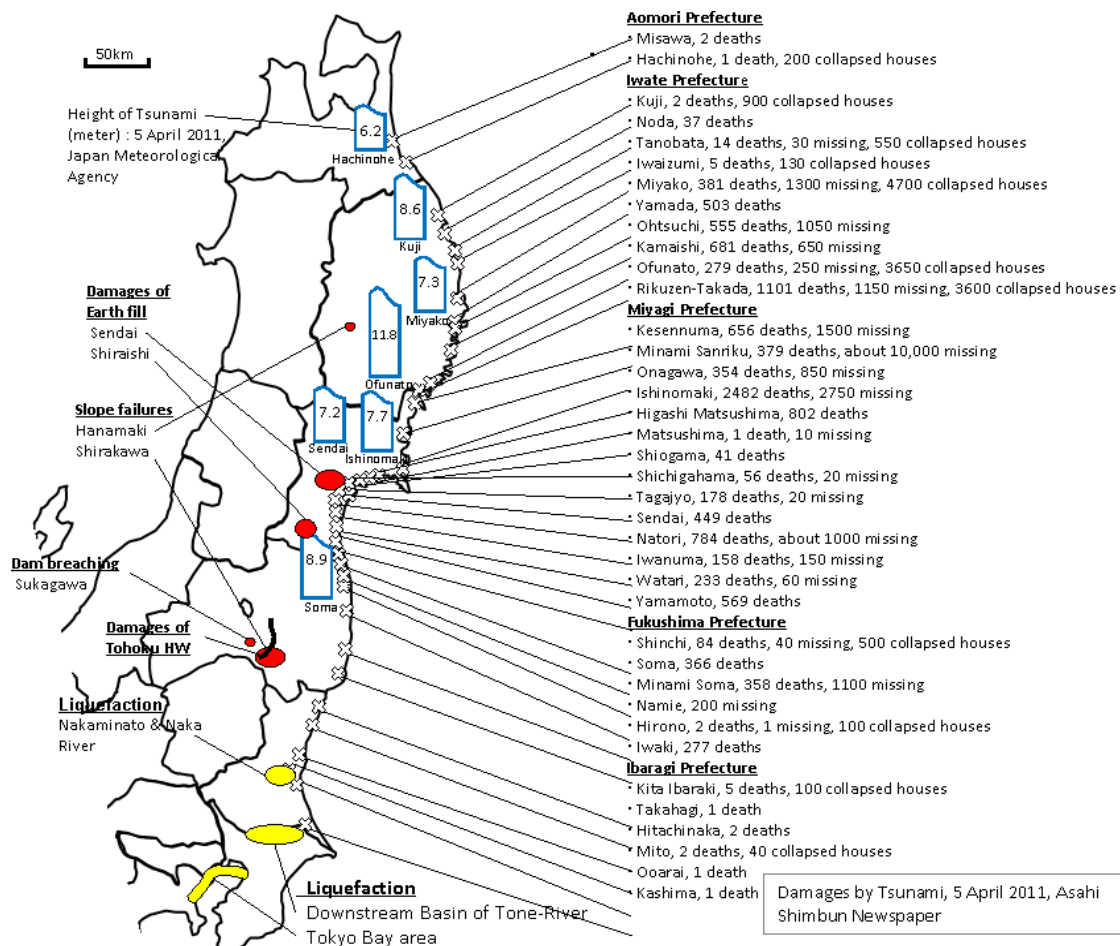 50km
Height of Tsunami
(meter) : 5 April 2011,
Japan Meteorological
Agency
6.2
Hachinohe
8.6
Kuji
7.3
Miyako
11.8
Ofunato
7.2
Sendai
7.7
Ishinomaki
8.9
Soma
Damages of
Earth fill
Sendai
Shiraishi
Slope failures
Hanamaki
Shirakawa
Dam breaching
Sukagawa
Damages of
Tohoku HW
Liquefaction
Nakaminato & Naka
River
Liquefaction
Downstream Basin of Tone-River
Tokyo Bay area
Aomori Prefecture
· Misawa, 2 deaths
· Hachinohe, 1 death, 200 collapsed houses
Iwate Prefecture
· Kuji, 2 deaths, 900 collapsed houses
· Noda, 37 deaths
· Tanobata, 14 deaths, 30 missing, 550 collapsed houses
· Iwaizumi, 5 deaths, 130 collapsed houses
· Miyako, 381 deaths, 1300 missing, 4700 collapsed houses
· Yamada, 503 deaths
· Ohtsuchi, 555 deaths, 1050 missing
· Kamaishi, 681 deaths, 650 missing
· Ofunato, 279 deaths, 250 missing, 3650 collapsed houses
· Rikuzen-Takada, 1101 deaths, 1150 missing, 3600 collapsed houses
Miyagi Prefecture
· Kesennuma, 656 deaths, 1500 missing
· Minami Sanriku, 379 deaths, about 10,000 missing
· Onagawa, 354 deaths, 850 missing
· Ishinomaki, 2482 deaths, 2750 missing
· Higashi Matsushima, 802 deaths
· Matsushima, 1 death, 10 missing
· Shiogama, 41 deaths
· Shichigahama, 56 deaths, 20 missing
· Tagajyo, 178 deaths, 20 missing
· Sendai, 449 deaths
· Natori, 784 deaths, about 1000 missing
· Iwanuma, 158 deaths, 150 missing
· Watari, 233 deaths, 60 missing
· Yamamoto, 569 deaths
Fukushima Prefecture
· Shinchi, 84 deaths, 40 missing, 500 collapsed houses
· Soma, 366 deaths
· Minami Soma, 358 deaths, 1100 missing
· Namie, 200 missing
· Hirono, 2 deaths, 1 missing, 100 collapsed houses
· Iwaki, 277 deaths
Ibaragi Prefecture
· Kita Ibaraki, 5 deaths, 100 collapsed houses
· Takahagi, 1 death
· Hitachinaka, 2 deaths
· Mito, 2 deaths, 40 collapsed houses
· Ooarai, 1 death
· Kashima, 1 death
Damages by Tsunami, 5 April 2011, Asahi
Shimbun Newspaper